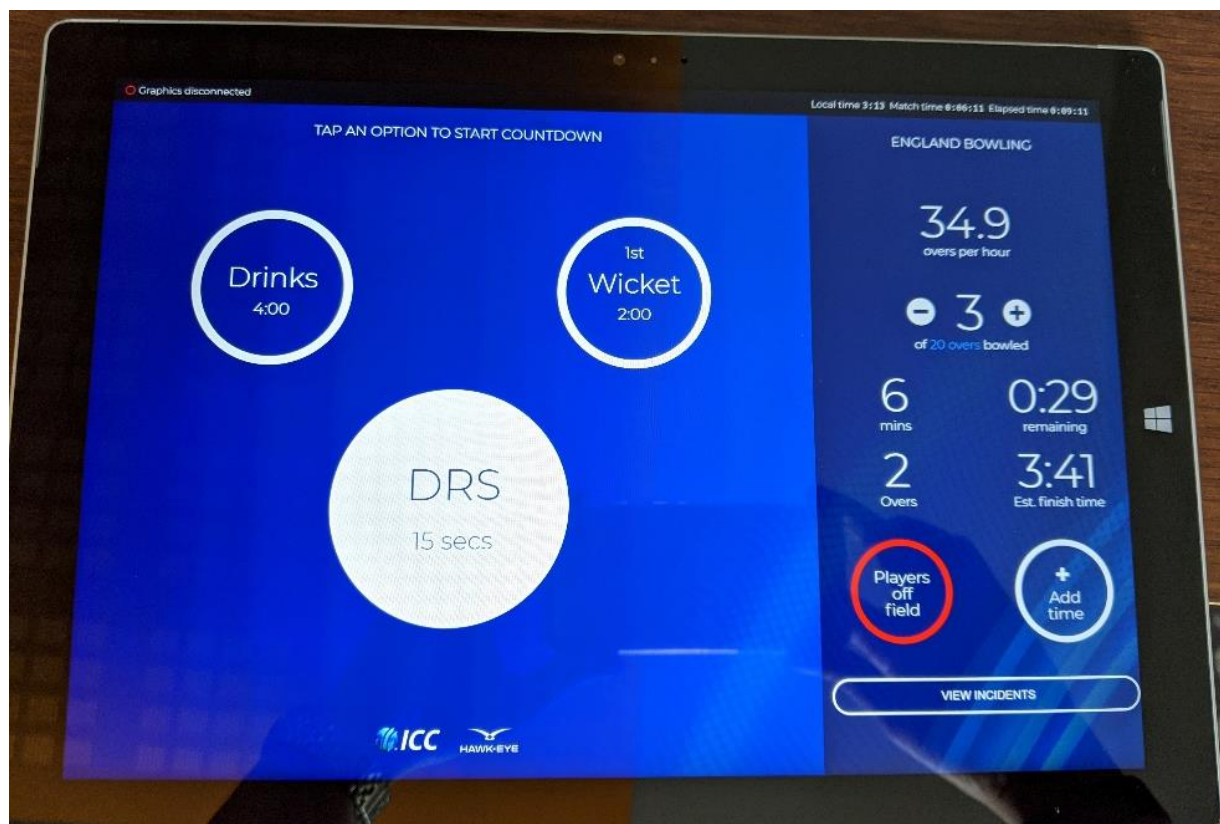 Graphics disconnected
Local time 3:13 Match time 0:06:11 Elapsed time 0:09:11
TAP AN OPTION TO START COUNTDOWN
Drinks
4:00
1st
Wicket
2:00
DRS
15 secs
ICC
HAWK-EYE
ENGLAND BOWLING
34.9
overs per hour
3
of 20 overs bowled
6
mins
0:29
remaining
2
Overs
3:41
Est. finish time
Players
off
field
+
Add
time
VIEW INCIDENTS